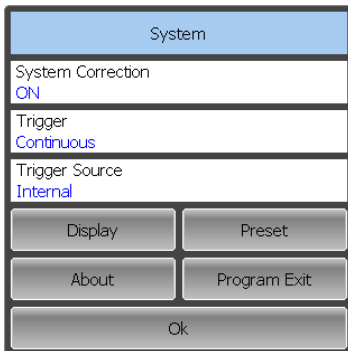 System
System Correction
ON
Trigger
Continuous
Trigger Source
Internal
Display
Preset
About
Program Exit
Ok